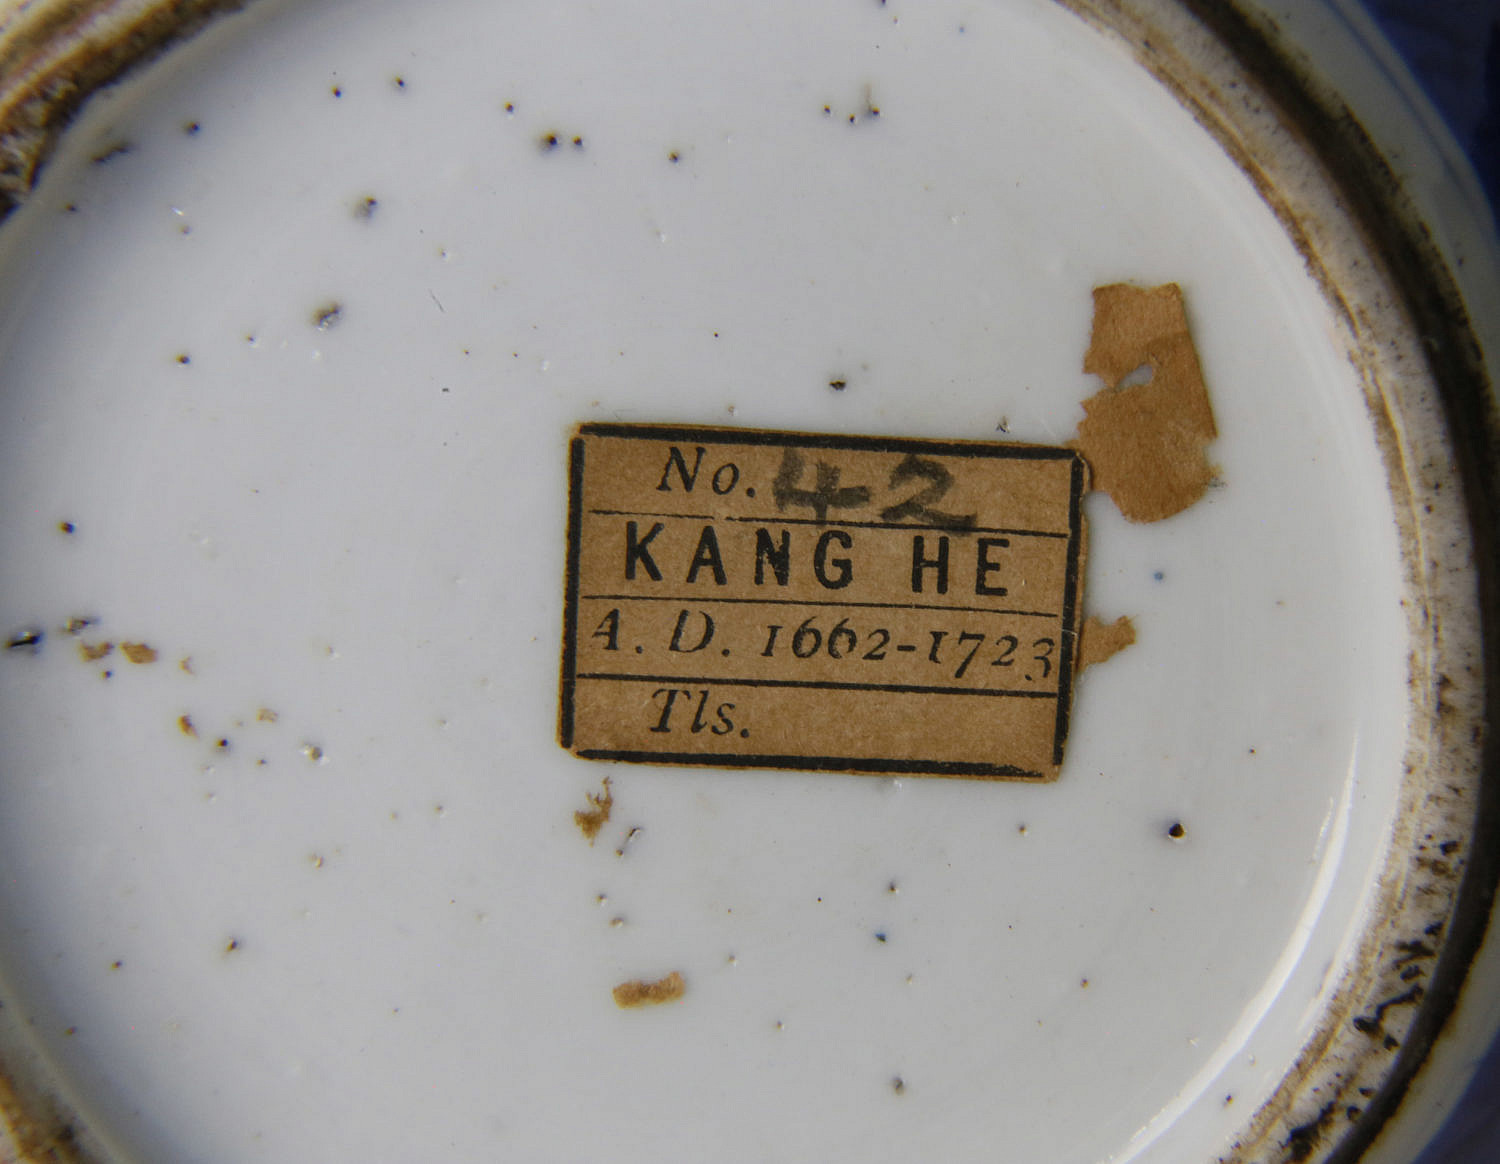 No. 42
KANG HE
A. D. 1662-1723
Tls.